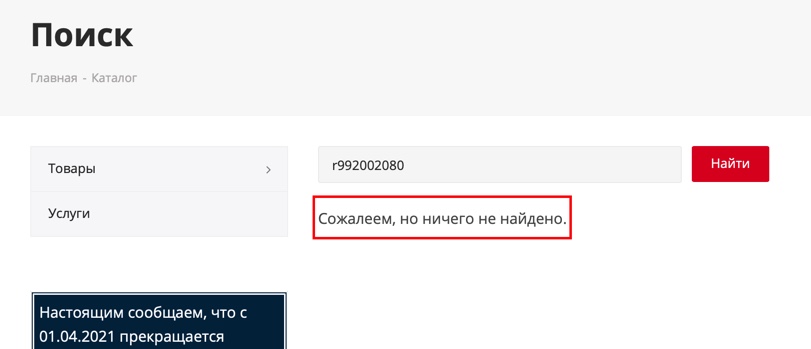 Поиск
Главная - Каталог
Товары
Услуги
r992002080
Найти
Сожалеем, но ничего не найдено.
Настоящим сообщаем, что с
01.04.2021 прекращается